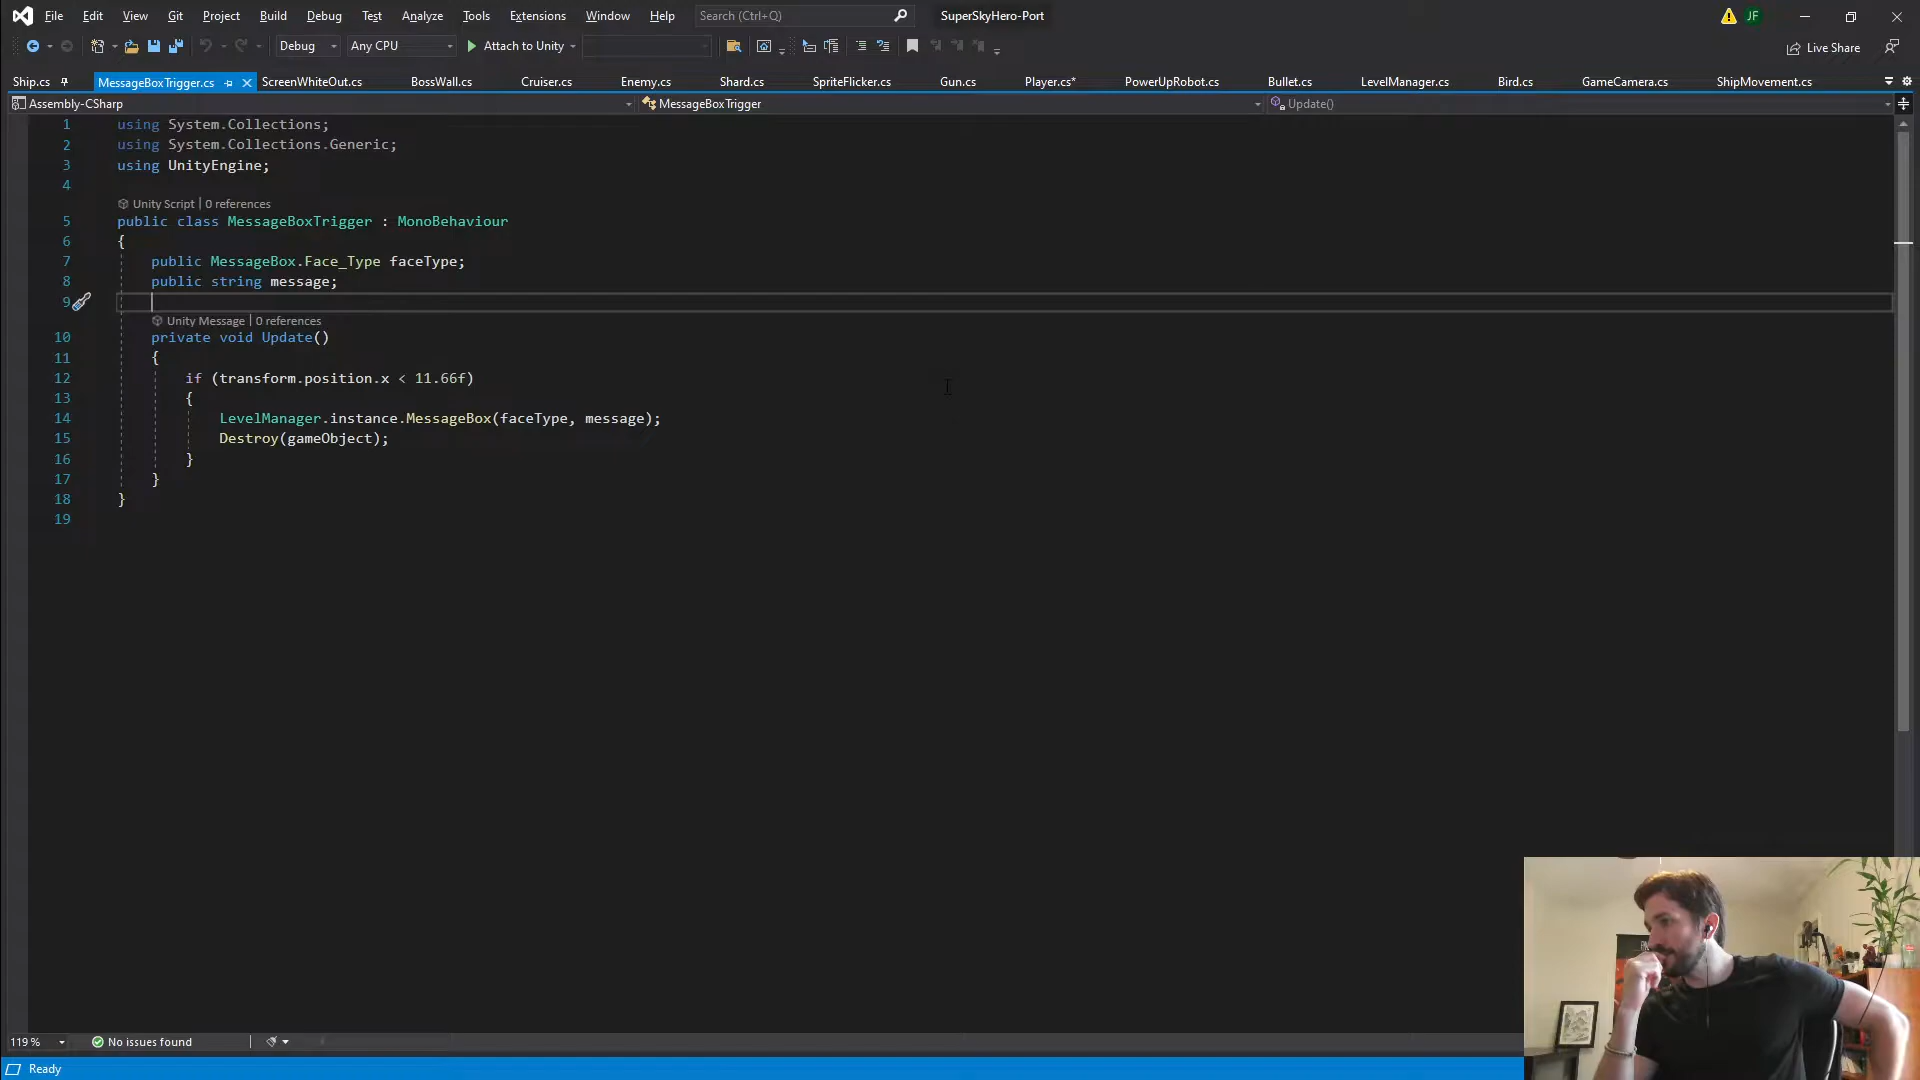 File Edit View Git Project Build Debug Test Analyze Tools Extensions Window Help Search (Ctrl+Q) SuperSkyHero-Port JF
Debug Any CPU Attach to Unity Live Share
Ship.cs MessageBoxTrigger.cs ScreenWhiteOut.cs BossWall.cs Cruiser.cs Enemy.cs Shard.cs SpriteFlicker.cs Gun.cs Player.cs* PowerUpRobot.cs Bullet.cs LevelManager.cs Bird.cs GameCamera.cs ShipMovement.cs
Assembly-CSharp MessageBoxTrigger Update()
1 using System.Collections;
2 using System.Collections.Generic;
3 using UnityEngine;
4
Unity Script | 0 references
5 public class MessageBoxTrigger : MonoBehaviour
6 {
7 public MessageBox.Face_Type faceType;
8 public string message;
9
Unity Message | 0 references
10 private void Update()
11 {
12 if (transform.position.x < 11.66f)
13 {
14 LevelManager.instance.MessageBox(faceType, message);
15 Destroy(gameObject);
16 }
17 }
18 }
19
119 % No issues found
Ready